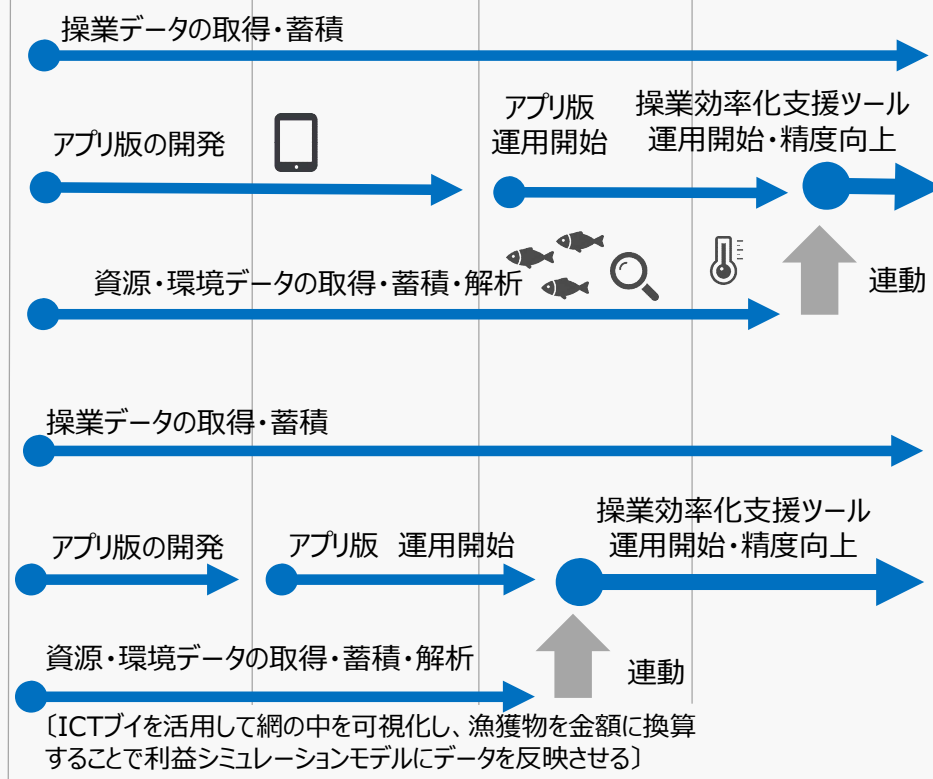 操業データの取得・蓄積
アプリ版の開発
アプリ版
運用開始
操業効率化支援ツール
運用開始・精度向上
資源・環境データの取得・蓄積・解析
連動
操業データの取得・蓄積
アプリ版の開発
アプリ版　運用開始
操業効率化支援ツール
運用開始・精度向上
資源・環境データの取得・蓄積・解析
連動
〔ICTブイを活用して網の中を可視化し、漁獲物を金額に換算
することで利益シミュレーションモデルにデータを反映させる〕